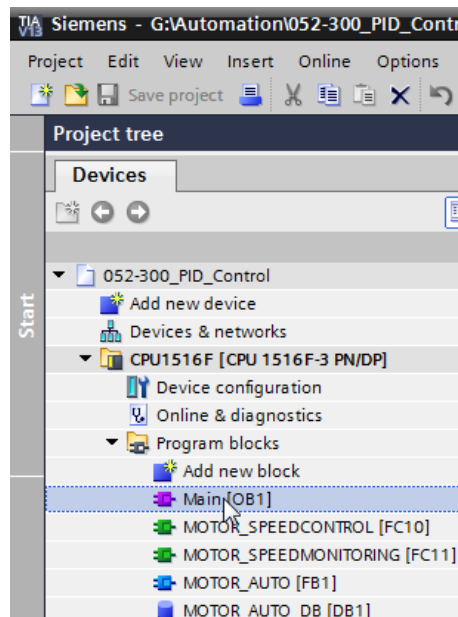 TIA V13 Siemens - G:\Automation\052-300_PID_Contr
Project Edit View Insert Online Options
Save project
Project tree
Devices
Start
052-300_PID_Control
Add new device
Devices & networks
CPU1516F [CPU 1516F-3 PN/DP]
Device configuration
Online & diagnostics
Program blocks
Add new block
Main [OB1]
MOTOR_SPEEDCONTROL [FC10]
MOTOR_SPEEDMONITORING [FC11]
MOTOR_AUTO [FB1]
MOTOR_AUTO_DB [DB1]